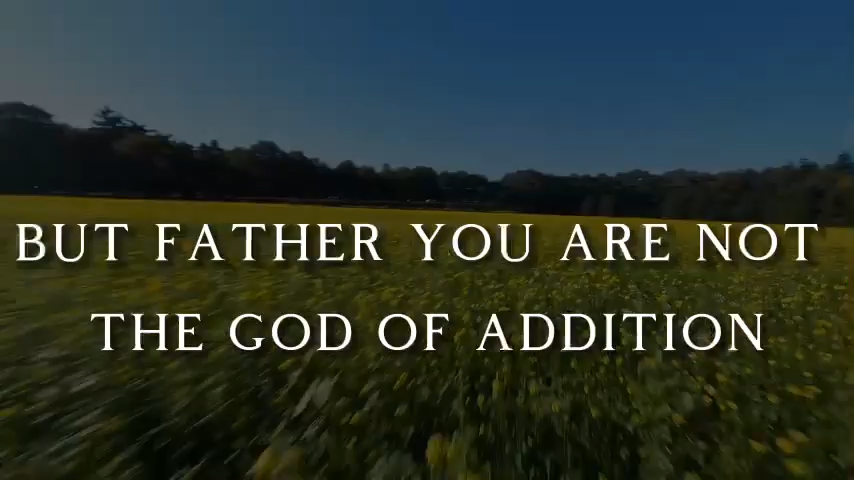 BUT FATHER YOU ARE NOT
THE GOD OF ADDITION